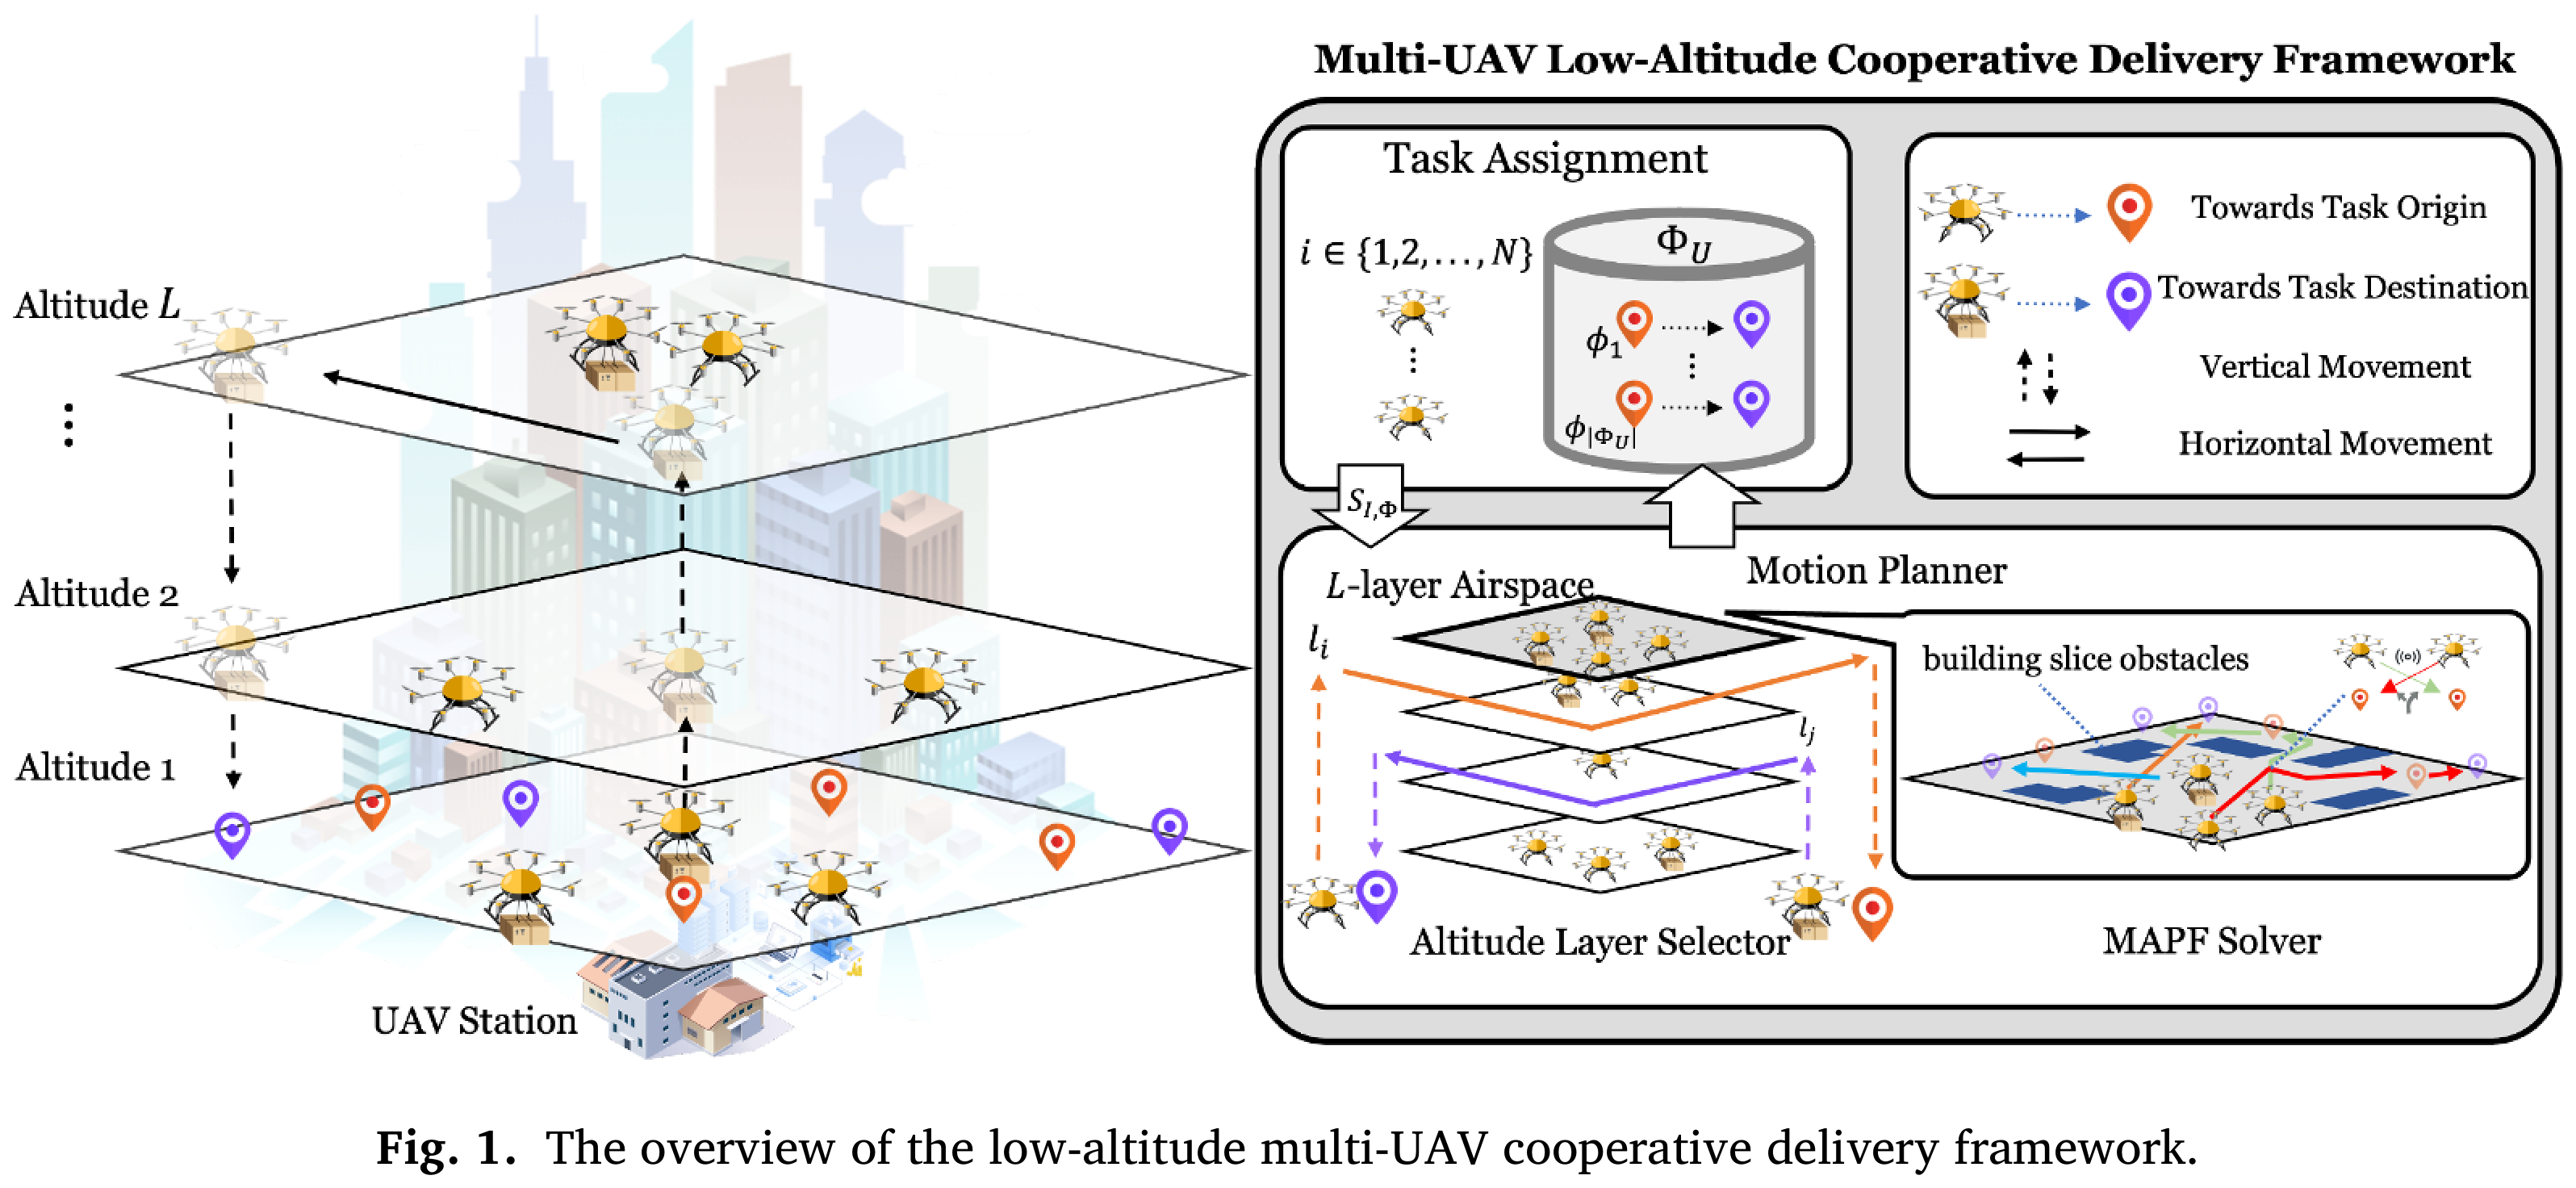 Multi-UAV Low-Altitude Cooperative Delivery Framework
Task Assignment
i ∈ {1,2,…,N}
Φ_U
ϕ_1
⋮
ϕ_|Φ_U|
Towards Task Origin
Towards Task Destination
Vertical Movement
Horizontal Movement
Altitude L
⋮
Altitude 2
Altitude 1
UAV Station
S_{I,Φ}
Motion Planner
L-layer Airspace
l_i
l_j
building slice obstacles
Altitude Layer Selector
MAPF Solver
Fig. 1. The overview of the low-altitude multi-UAV cooperative delivery framework.